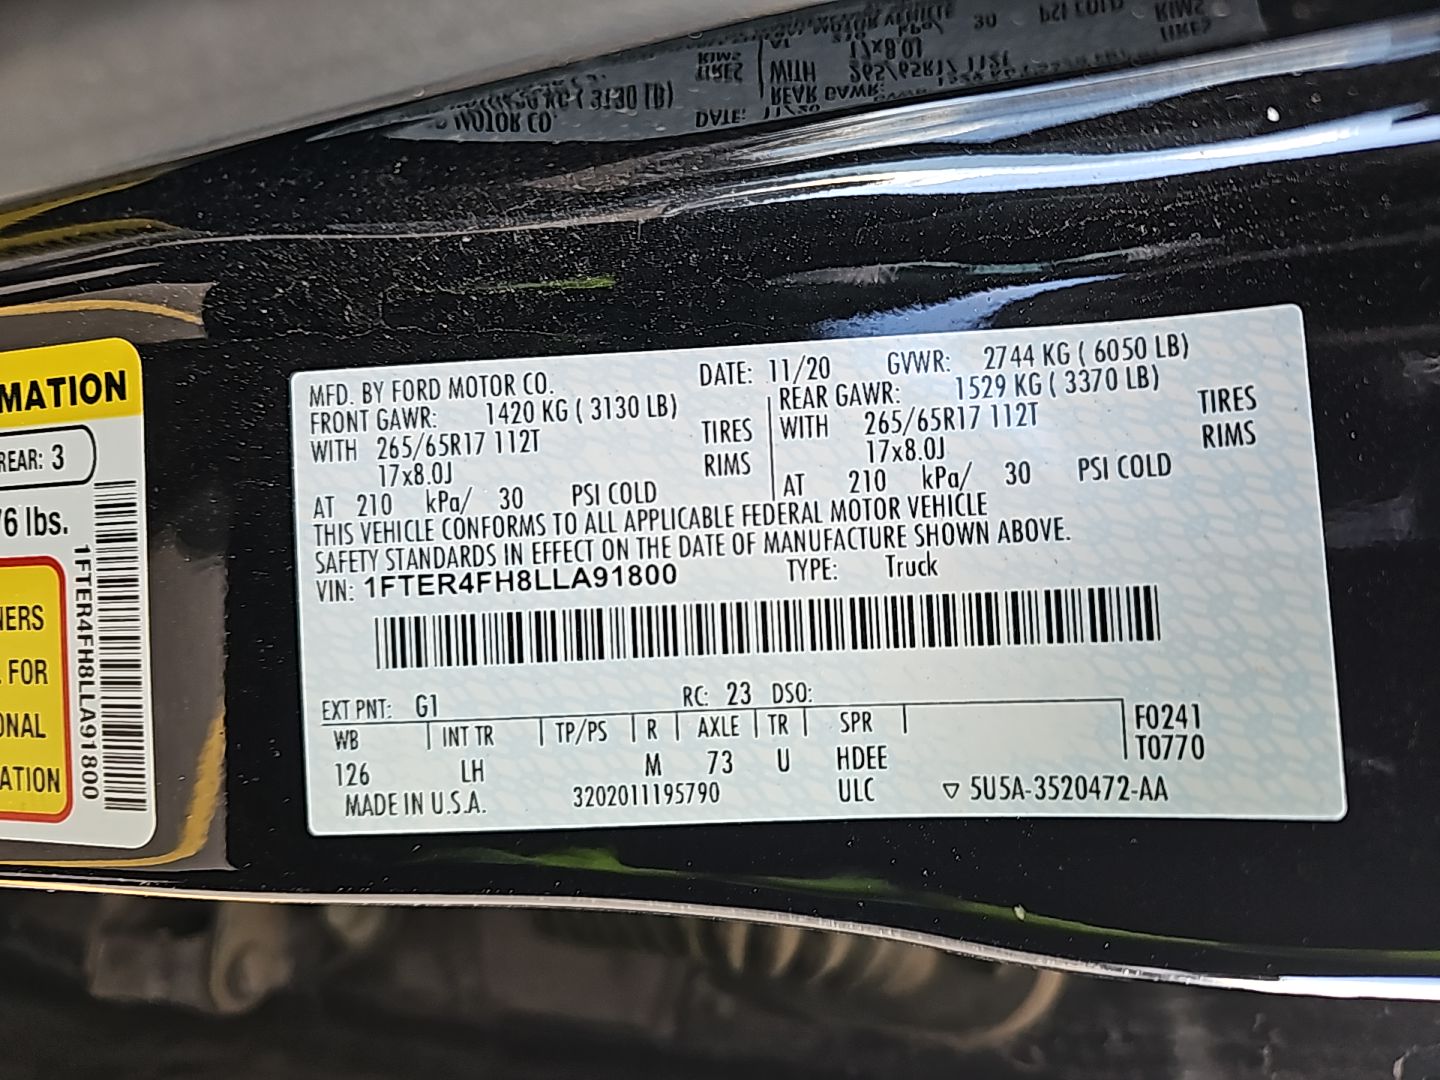 MFD. BY FORD MOTOR CO. DATE: 11/20 GVWR: 2744 KG ( 6050 LB)
FRONT GAWR: 1420 KG ( 3130 LB) REAR GAWR: 1529 KG ( 3370 LB)
WITH 265/65R17 112T TIRES WITH 265/65R17 112T TIRES
17x8.0J RIMS 17x8.0J RIMS
AT 210 kPa/ 30 PSI COLD AT 210 kPa/ 30 PSI COLD
THIS VEHICLE CONFORMS TO ALL APPLICABLE FEDERAL MOTOR VEHICLE
SAFETY STANDARDS IN EFFECT ON THE DATE OF MANUFACTURE SHOWN ABOVE.
VIN: 1FTER4FH8LLA91800 TYPE: Truck
EXT PNT: G1 RC: 23 DSO:
WB INT TR TP/PS R AXLE TR SPR F0241
126 LH M 73 U HDEE T0770
MADE IN U.S.A. 3202011195790 ULC ▽ 5U5A-3520472-AA
MATION
REAR: 3
76 lbs.
1FTER4FH8LLA91800
NERS
FOR
ONAL
ATION